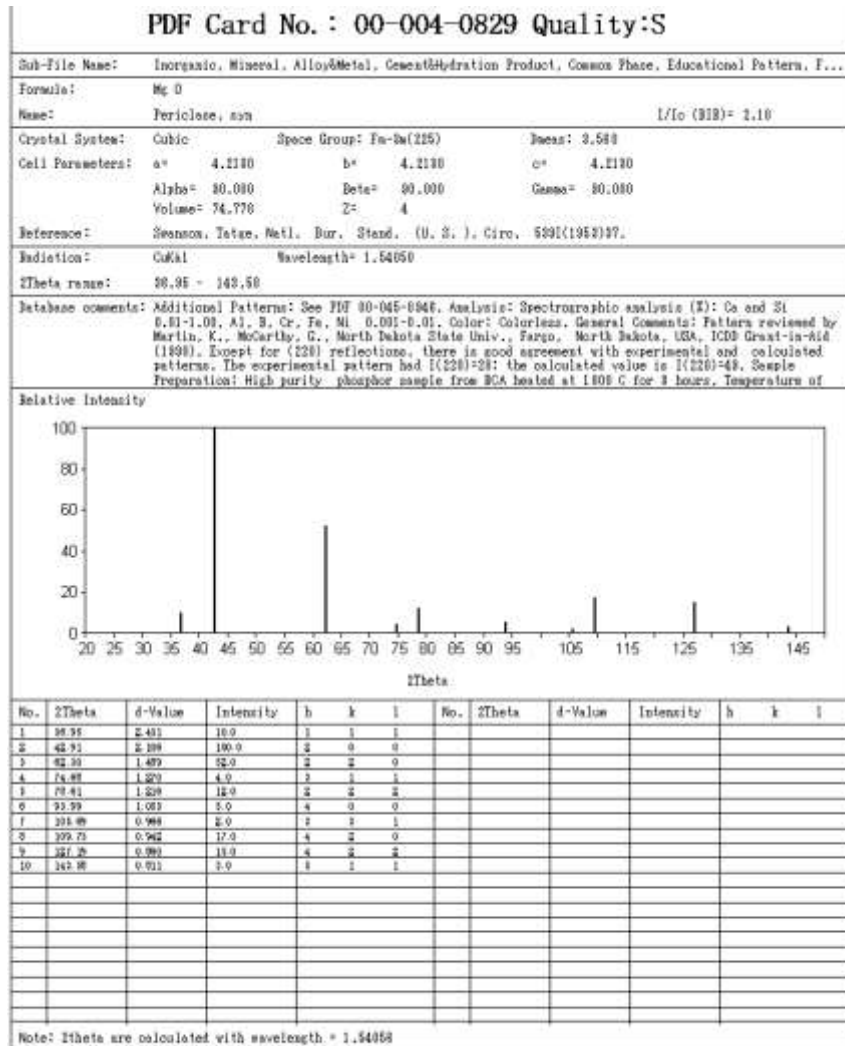 PDF Card No.: 00-004-0829 Quality:S
Sub-File Name: Inorganic, Mineral, Alloy&Metal, Cement&Hydration Product, Common Phase, Educational Pattern, F...
Formula: Mg O
Name: Periclase, syn I/Io (RIR)= 2.10
Crystal System: Cubic Space Group: Fm-3m(225) Dmeas: 3.560
Cell Parameters: a= 4.2130 b= 4.2130 c= 4.2130
Alpha= 90.000 Beta= 90.000 Gamma= 90.000
Volume= 74.778 Z= 4
Reference: Swanson, Tatge, Natl. Bur. Stand. (U. S. ), Circ. 539I(1953)37.
Radiation: CuKa1 Wavelength= 1.54050
2Theta range: 36.95 - 143.50
Database comments: Additional Patterns: See PDF 00-045-0946. Analysis: Spectrographic analysis (%): Ca and Si
0.01-1.00, Al, B, Cr, Fe, Ni 0.001-0.01. Color: Colorless. General Comments: Pattern reviewed by
Martin, K., McCarthy, G., North Dakota State Univ., Fargo, North Dakota, USA, ICDD Grant-in-Aid
(1990). Except for (220) reflections, there is good agreement with experimental and calculated
patterns. The experimental pattern had I(220)= the calculated value is I(220)= Sample
Preparation: High purity phosphor sample from RCA heated at C for hours. Temperature of
Relative Intensity
100
80
60
40
20
0
20 25 30 35 40 45 50 55 60 65 70 75 80 85 90 95 105 115 125 135 145
2Theta
No. 2Theta d-Value Intensity h k l No. 2Theta d-Value Intensity h k l
1 36.95 2.431 10.0 1 1 1
2 42.91 2.106 100.0 2 0 0
3 62.30 1.489 52.0 2 2 0
4 74.68 1.270 4.0 3 1 1
5 78.61 1.216 12.0 2 2 2
6 93.99 1.053 5.0 4 0 0
7 2.0 3 3 1
8 109.73 0.942 17.0 4 2 0
9 15.0 4 2 2
10 0.811 3.0 1 1
Note: 2theta are calculated with wavelength = 1.54056